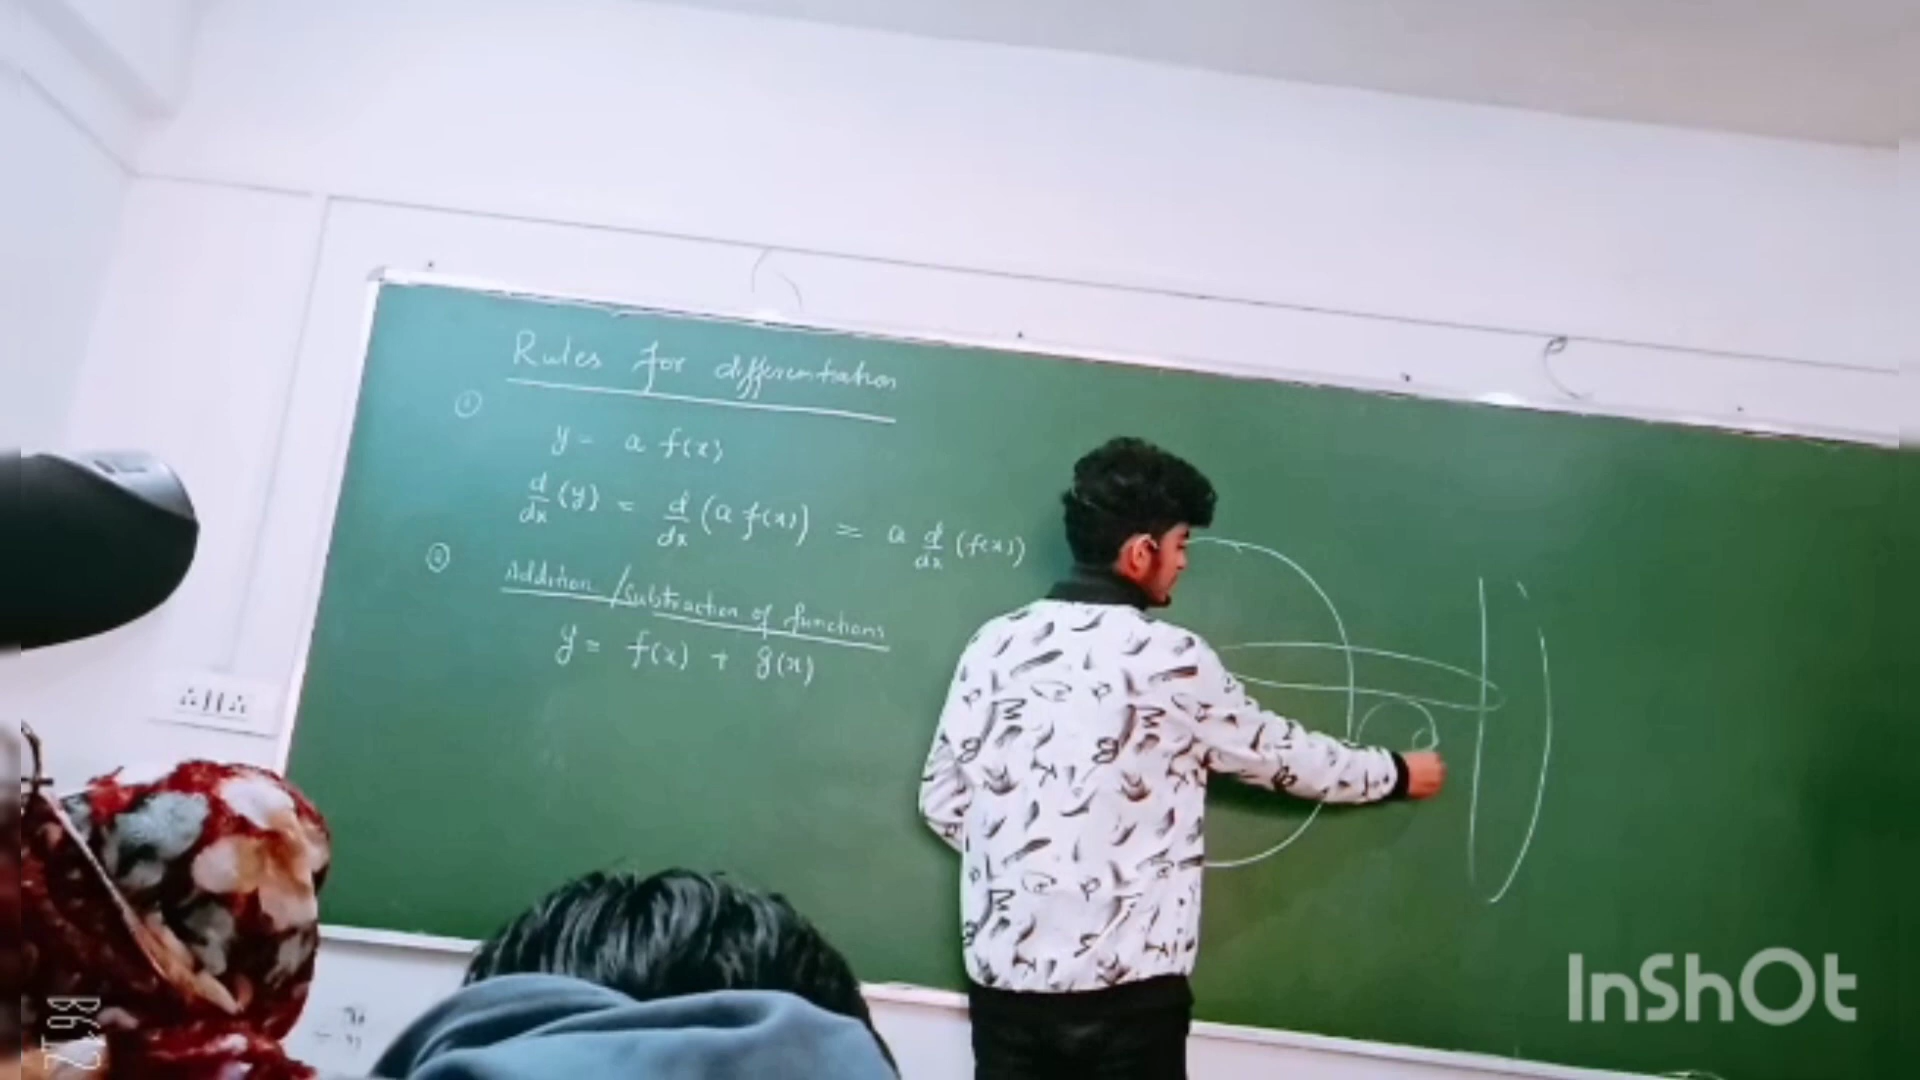 Rules for differentiation
①
y = a f(x)
d/dx (y) = d/dx (a f(x)) = a d/dx (f(x))
②
Addition / Subtraction of functions
y = f(x) + g(x)
InShOt